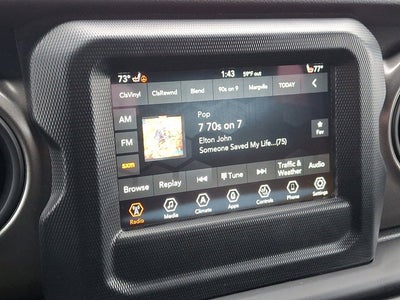 73° 1:43 59°F out 77°
ClsVinyl ClsRewnd Blend 90s on 9 Margvlle TODAY
AM
Pop
7 70s on 7
Fav
FM
Elton John
Someone Saved My Life...(75)
sxm
Browse Replay Tune Traffic & Weather Audio
Radio Media Climate Apps Controls Phone Settings